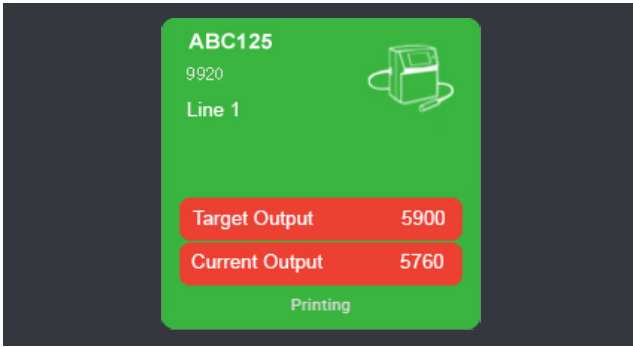 ABC125
9920
Line 1
Target Output 5900
Current Output 5760
Printing